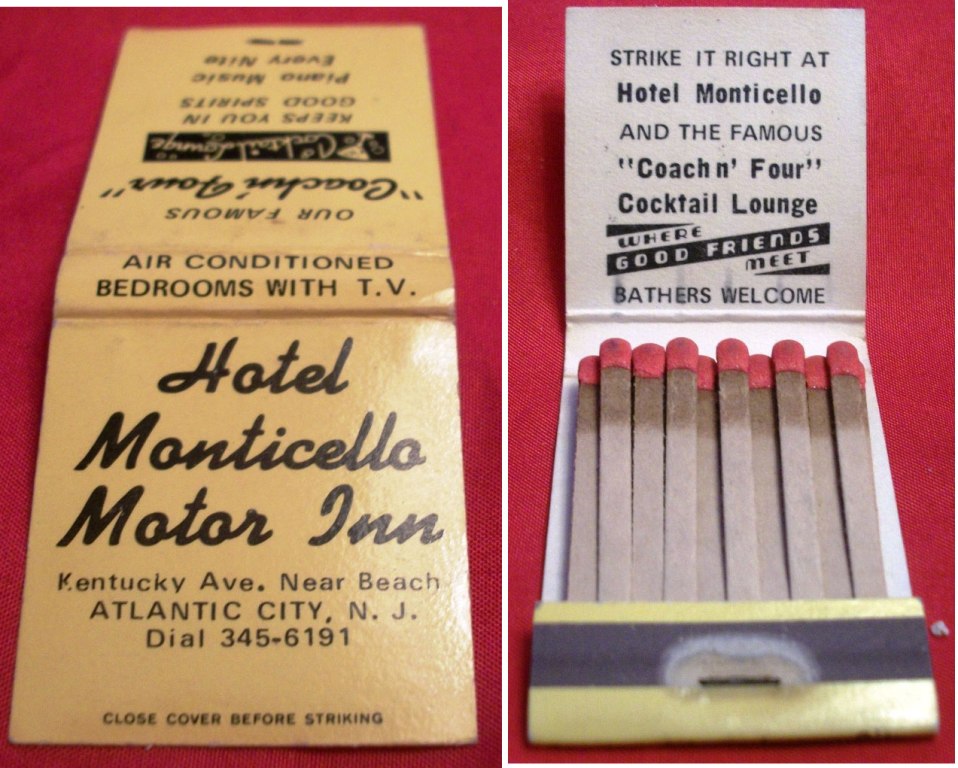 Hotel
Monticello
Motor Inn
Kentucky Ave. Near Beach
ATLANTIC CITY, N. J.
Dial 345-6191
CLOSE COVER BEFORE STRIKING
AIR CONDITIONED
BEDROOMS WITH T.V.
OUR FAMOUS
"Coach n' Four"
Cocktail Lounge
KEEPS YOU IN
GOOD SPIRITS
Piano Music
Every Nite
STRIKE IT RIGHT AT
Hotel Monticello
AND THE FAMOUS
"Coach n' Four"
Cocktail Lounge
WHERE
GOOD FRIENDS
MEET
BATHERS WELCOME